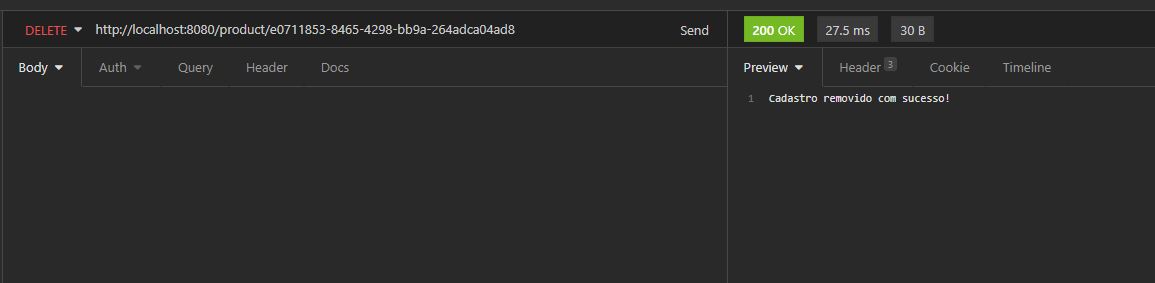 DELETE http://localhost:8080/product/e0711853-8465-4298-bb9a-264adca04ad8 Send
200 OK 27.5 ms 30 B
Body Auth Query Header Docs
Preview Header 3 Cookie Timeline
1 Cadastro removido com sucesso!